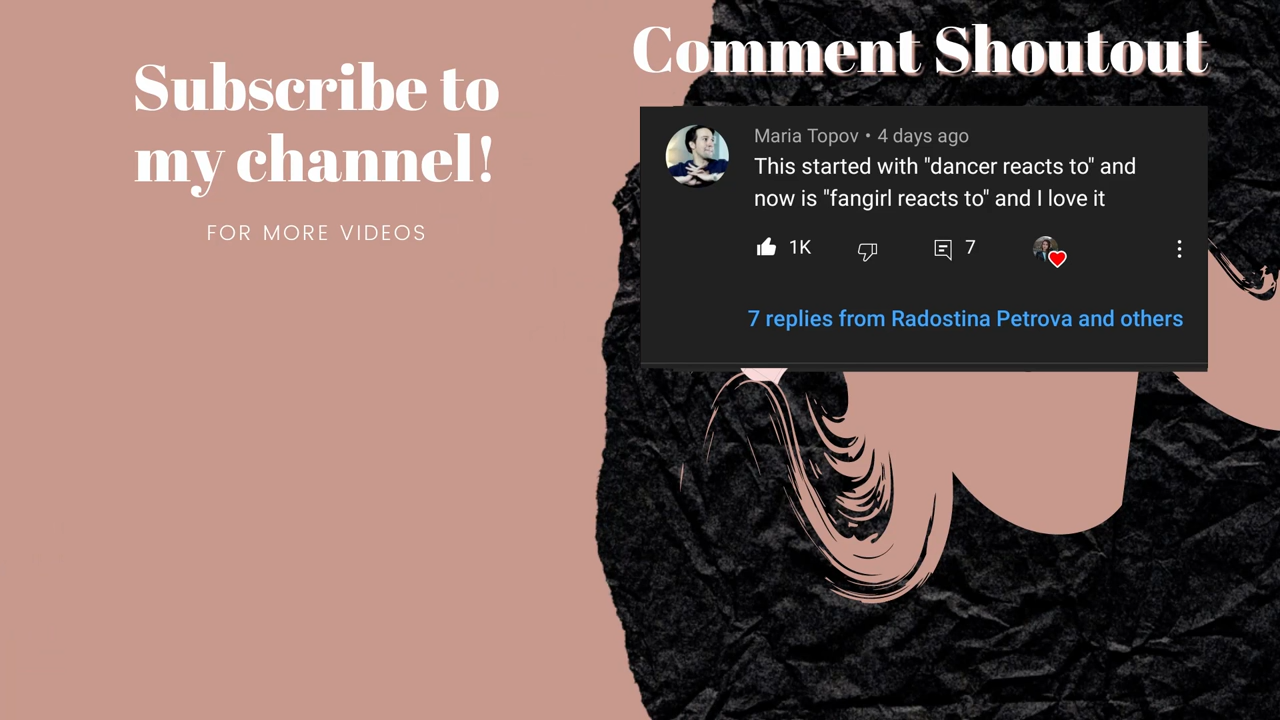 Subscribe to
my channel!
FOR MORE VIDEOS
Comment Shoutout
Maria Topov • 4 days ago
This started with "dancer reacts to" and
now is "fangirl reacts to" and I love it
1K 7
7 replies from Radostina Petrova and others